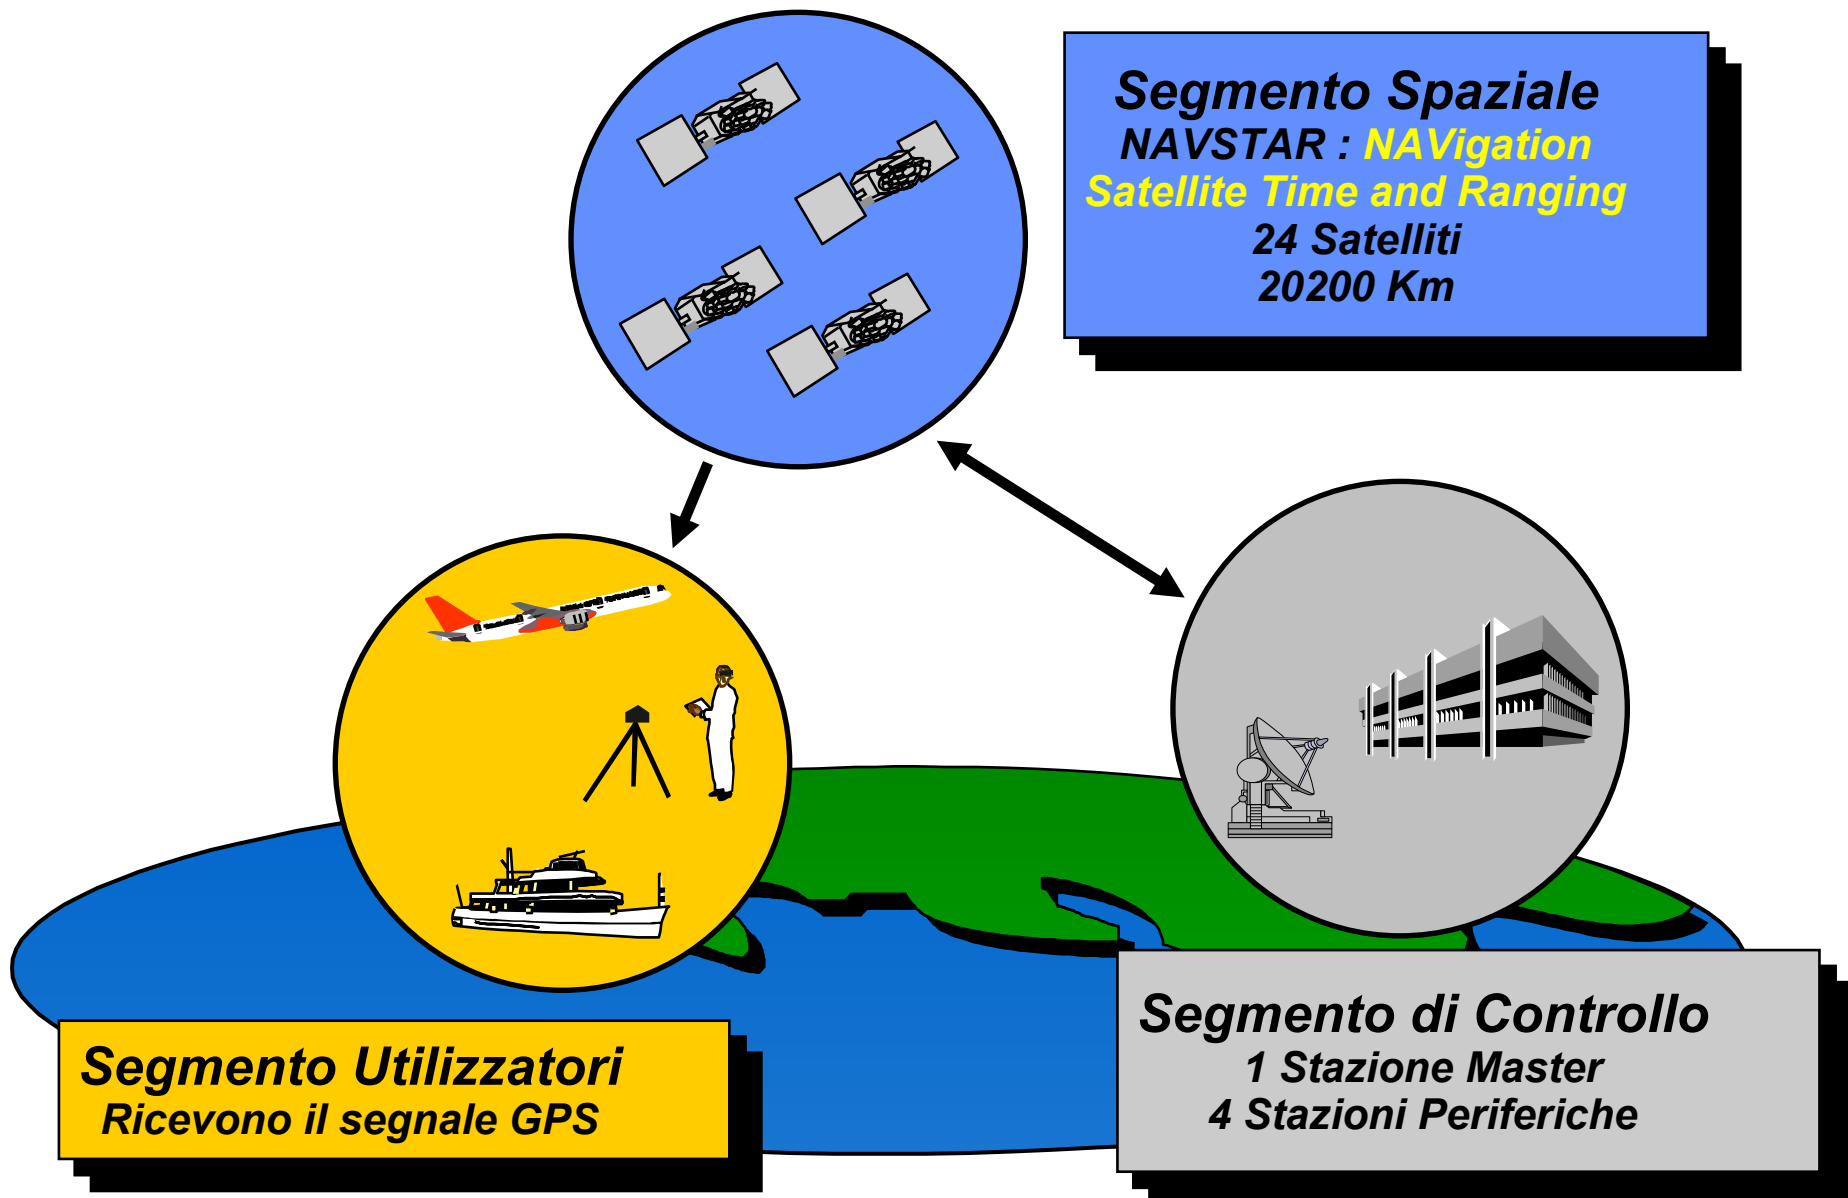 Segmento Spaziale
NAVSTAR : NAVigation
Satellite Time and Ranging
24 Satelliti
20200 Km
Segmento Utilizzatori
Ricevono il segnale GPS
Segmento di Controllo
1 Stazione Master
4 Stazioni Periferiche